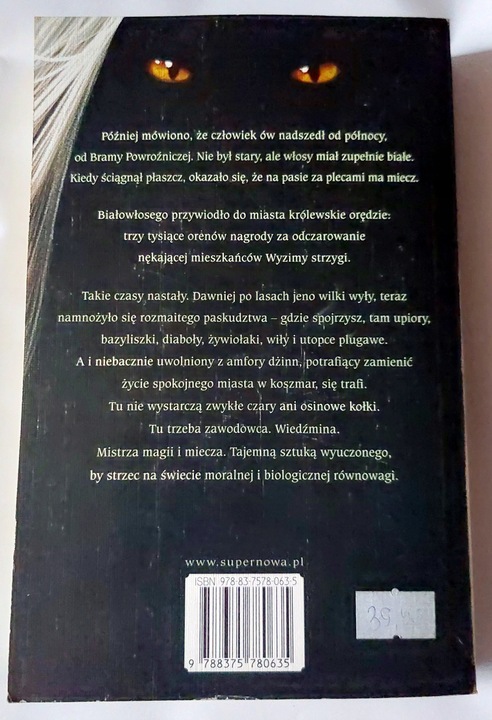 Później mówiono, że człowiek ów nadszedł od północy,
od Bramy Powroźniczej. Nie był stary, ale włosy miał zupełnie białe.
Kiedy ściągnął płaszcz, okazało się, że na pasie za plecami ma miecz.
Białowłosego przywiodło do miasta królewskie orędzie:
trzy tysiące orenów nagrody za odczarowanie
nękającej mieszkańców Wyzimy strzygi.
Takie czasy nastały. Dawniej po lasach jeno wilki wyły, teraz
namnożyło się rozmaitego paskudztwa – gdzie spojrzysz, tam upiory,
bazyliszki, diaboły, żywiołaki, wiły i utopce plugawe.
A i niebacznie uwolniony z amfory dżinn, potrafiący zamienić
życie spokojnego miasta w koszmar, się trafi.
Tu nie wystarczą zwykłe czary ani osinowe kołki.
Tu trzeba zawodowca. Wiedźmina.
Mistrza magii i miecza. Tajemną sztuką wyuczonego,
by strzec na świecie moralnej i biologicznej równowagi.
www.supernowa.pl
ISBN 978-83-7578-063-5
9 788375 780635